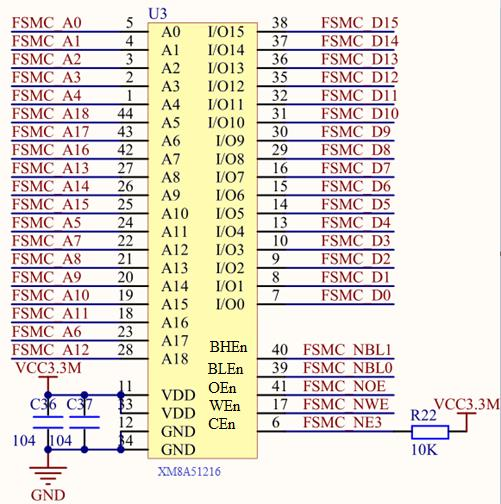 U3
FSMC_A0 5 A0 I/O15 38 FSMC_D15
FSMC_A1 4 A1 I/O14 37 FSMC_D14
FSMC_A2 3 A2 I/O13 36 FSMC_D13
FSMC_A3 2 A3 I/O12 35 FSMC_D12
FSMC_A4 1 A4 I/O11 32 FSMC_D11
FSMC_A18 44 A5 I/O10 31 FSMC_D10
FSMC_A17 43 A6 I/O9 30 FSMC_D9
FSMC_A16 42 A7 I/O8 29 FSMC_D8
FSMC_A13 27 A8 I/O7 16 FSMC_D7
FSMC_A14 26 A9 I/O6 15 FSMC_D6
FSMC_A15 25 A10 I/O5 14 FSMC_D5
FSMC_A5 24 A11 I/O4 13 FSMC_D4
FSMC_A7 22 A12 I/O3 10 FSMC_D3
FSMC_A8 21 A13 I/O2 9 FSMC_D2
FSMC_A9 20 A14 I/O1 8 FSMC_D1
FSMC_A10 19 A15 I/O0 7 FSMC_D0
FSMC_A11 18 A16
FSMC_A6 23 A17
FSMC_A12 28 A18 BHEn 40 FSMC_NBL1
VCC3.3M BLEn 39 FSMC_NBL0
11 VDD OEn 41 FSMC_NOE
C36 C37 33 VDD WEn 17 FSMC_NWE R22 VCC3.3M
12 GND CEn 6 FSMC_NE3
104 104 34 GND 10K
XM8A51216
GND